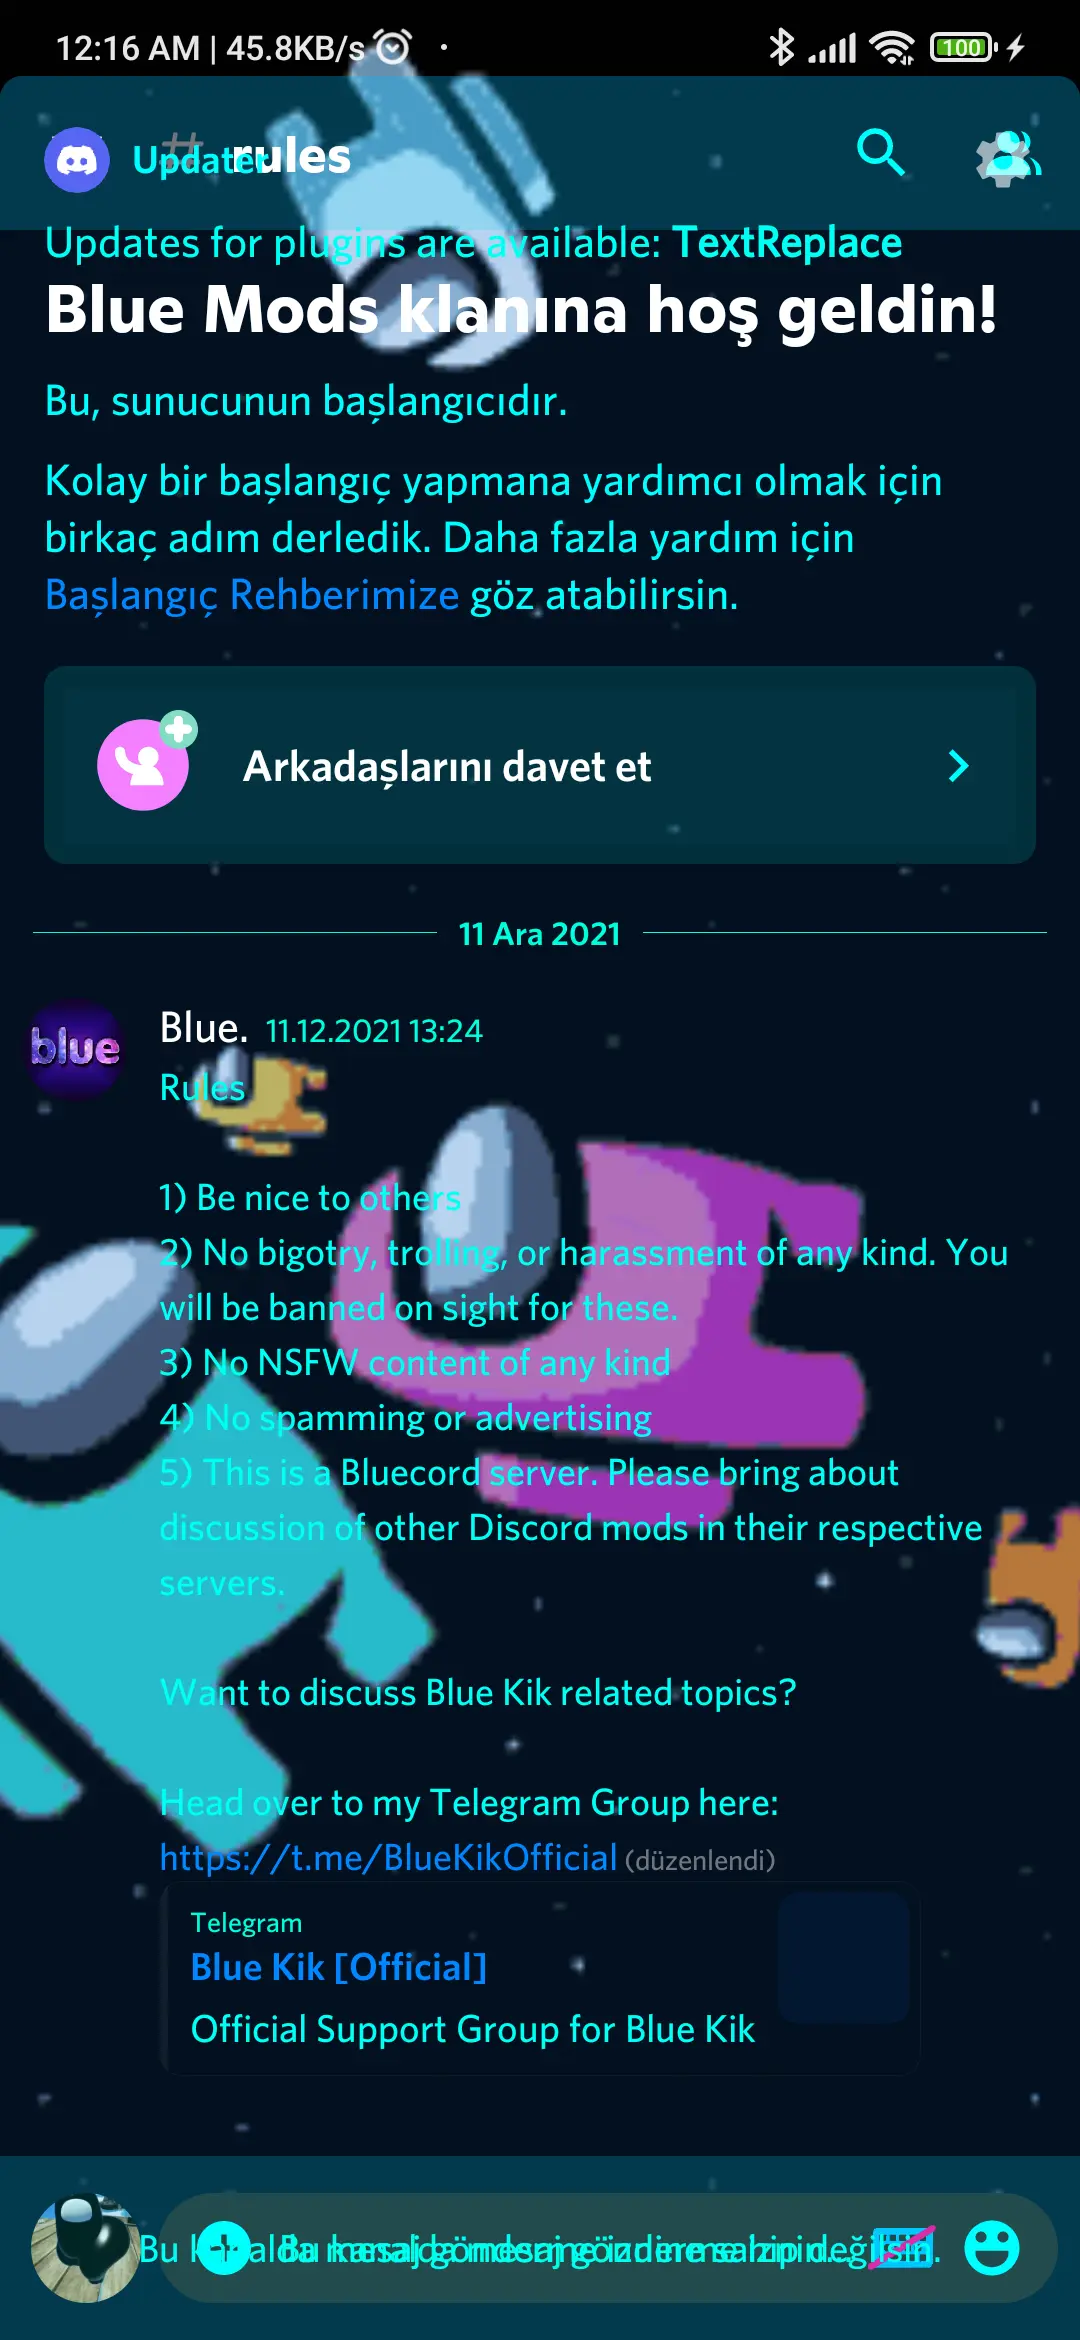 12:16 AM | 45.8KB/s
100
Updater
# rules
Updates for plugins are available: TextReplace
Blue Mods klanına hoş geldin!
Bu, sunucunun başlangıcıdır.
Kolay bir başlangıç yapmana yardımcı olmak için
birkaç adım derledik. Daha fazla yardım için
Başlangıç Rehberimize göz atabilirsin.
Arkadaşlarını davet et
11 Ara 2021
blue
Blue. 11.12.2021 13:24
Rules
1) Be nice to others
2) No bigotry, trolling, or harassment of any kind. You
will be banned on sight for these.
3) No NSFW content of any kind
4) No spamming or advertising
5) This is a Bluecord server. Please bring about
discussion of other Discord mods in their respective
servers.
Want to discuss Blue Kik related topics?
Head over to my Telegram Group here:
https://t.me/BlueKikOfficial (düzenlendi)
Telegram
Blue Kik [Official]
Official Support Group for Blue Kik